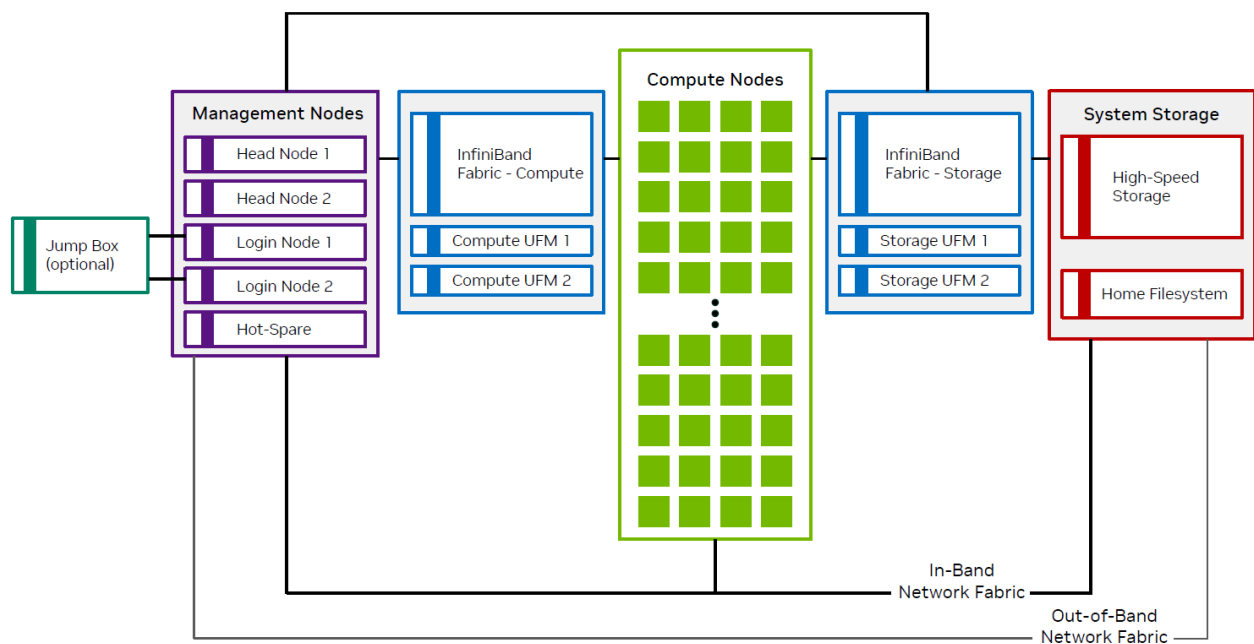 Management Nodes
Head Node 1
Head Node 2
Login Node 1
Login Node 2
Hot-Spare
Jump Box
(optional)
InfiniBand
Fabric - Compute
Compute UFM 1
Compute UFM 2
Compute Nodes
InfiniBand
Fabric - Storage
Storage UFM 1
Storage UFM 2
System Storage
High-Speed
Storage
Home Filesystem
In-Band
Network Fabric
Out-of-Band
Network Fabric